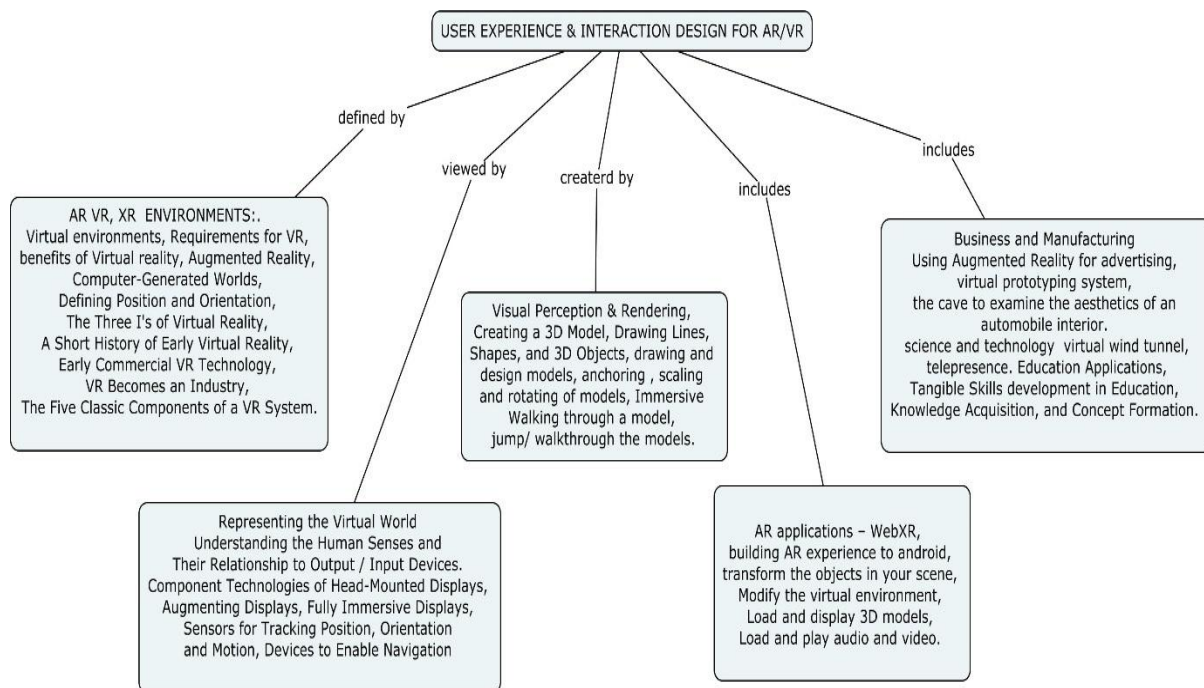 USER EXPERIENCE & INTERACTION DESIGN FOR AR/VR
defined by
viewed by
createrd by
includes
includes
AR VR, XR  ENVIRONMENTS:.
Virtual environments, Requirements for VR,
benefits of Virtual reality, Augmented Reality,
Computer-Generated Worlds,
Defining Position and Orientation,
The Three I's of Virtual Reality,
A Short History of Early Virtual Reality,
Early Commercial VR Technology,
VR Becomes an Industry,
The Five Classic Components of a VR System.
Representing the Virtual World
Understanding the Human Senses and
Their Relationship to Output / Input Devices.
Component Technologies of Head-Mounted Displays,
Augmenting Displays, Fully Immersive Displays,
Sensors for Tracking Position, Orientation
and Motion, Devices to Enable Navigation
Visual Perception & Rendering,
Creating a 3D Model, Drawing Lines,
Shapes, and 3D Objects, drawing and
design models, anchoring , scaling
and rotating of models, Immersive
Walking through a model,
jump/ walkthrough the models.
AR applications – WebXR,
building AR experience to android,
transform the objects in your scene,
Modify the virtual environment,
Load and display 3D models,
Load and play audio and video.
Business and Manufacturing
Using Augmented Reality for advertising,
virtual prototyping system,
the cave to examine the aesthetics of an
automobile interior.
science and technology  virtual wind tunnel,
telepresence. Education Applications,
Tangible Skills development in Education,
Knowledge Acquisition, and Concept Formation.